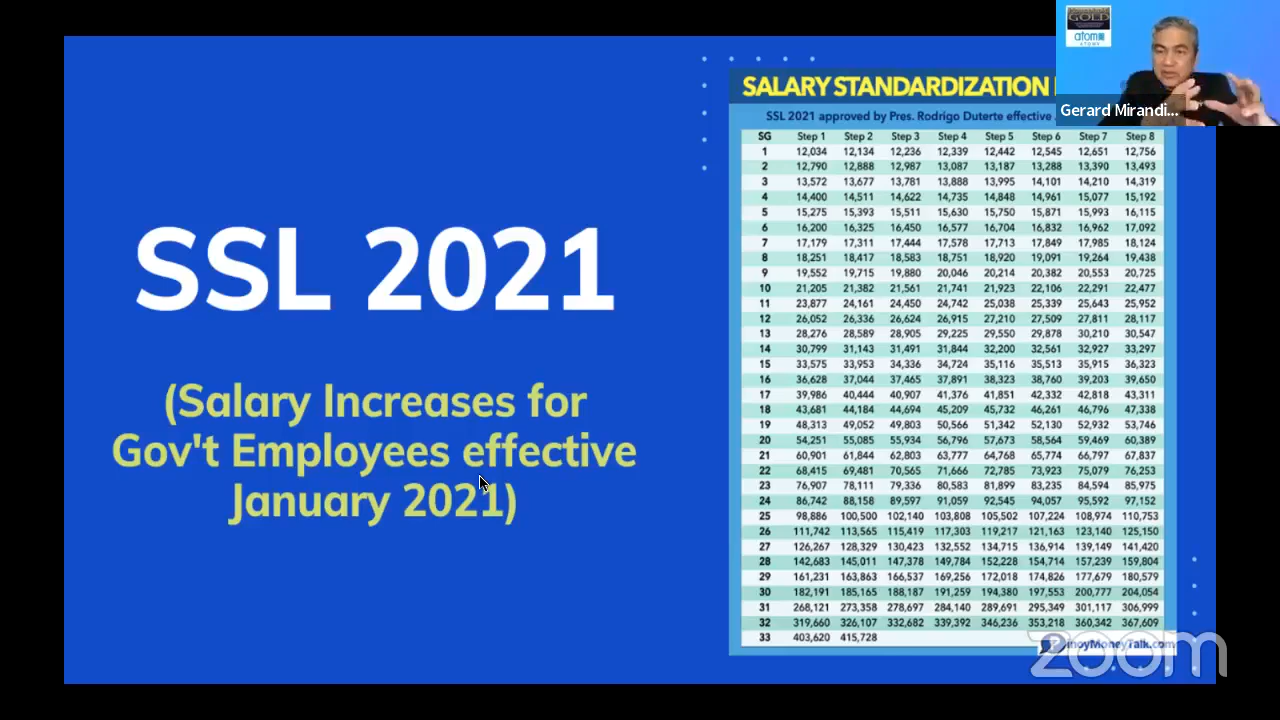 GOLD
atom
ATOMY
Gerard Mirandi...
SSL 2021
(Salary Increases for
Gov't Employees effective
January 2021)
SALARY STANDARDIZATION
SSL 2021 approved by Pres. Rodrigo Duterte effective
SG Step 1 Step 2 Step 3 Step 4 Step 5 Step 6 Step 7 Step 8
1 12,034 12,134 12,236 12,339 12,442 12,545 12,651 12,756
2 12,790 12,888 12,987 13,087 13,187 13,288 13,390 13,493
3 13,572 13,677 13,781 13,888 13,995 14,101 14,210 14,319
4 14,400 14,511 14,622 14,735 14,848 14,961 15,077 15,192
5 15,275 15,393 15,511 15,630 15,750 15,871 15,993 16,115
6 16,200 16,325 16,450 16,577 16,704 16,832 16,962 17,092
7 17,179 17,311 17,444 17,578 17,713 17,849 17,985 18,124
8 18,251 18,417 18,583 18,751 18,920 19,091 19,264 19,438
9 19,552 19,715 19,880 20,046 20,214 20,382 20,553 20,725
10 21,205 21,382 21,561 21,741 21,923 22,106 22,291 22,477
11 23,877 24,161 24,450 24,742 25,038 25,339 25,643 25,952
12 26,052 26,336 26,624 26,915 27,210 27,509 27,811 28,117
13 28,276 28,589 28,905 29,225 29,550 29,878 30,210 30,547
14 30,799 31,143 31,491 31,844 32,200 32,561 32,927 33,297
15 33,575 33,953 34,336 34,724 35,116 35,513 35,915 36,323
16 36,628 37,044 37,465 37,891 38,323 38,760 39,203 39,650
17 39,986 40,444 40,907 41,376 41,851 42,332 42,818 43,311
18 43,681 44,184 44,694 45,209 45,732 46,261 46,796 47,338
19 48,313 49,052 49,803 50,566 51,342 52,130 52,932 53,746
20 54,251 55,085 55,934 56,796 57,673 58,564 59,469 60,389
21 60,901 61,844 62,803 63,777 64,768 65,774 66,797 67,837
22 68,415 69,481 70,565 71,666 72,785 73,923 75,079 76,253
23 76,907 78,111 79,336 80,583 81,899 83,235 84,594 85,975
24 86,742 88,158 89,597 91,059 92,545 94,057 95,592 97,152
25 98,886 100,500 102,140 103,808 105,502 107,224 108,974 110,753
26 111,742 113,565 115,419 117,303 119,217 121,163 123,140 125,150
27 126,267 128,329 130,423 132,552 134,715 136,914 139,149 141,420
28 142,683 145,011 147,378 149,784 152,228 154,714 157,239 159,804
29 161,231 163,863 166,537 169,256 172,018 174,826 177,679 180,579
30 182,191 185,165 188,187 191,259 194,380 197,553 200,777 204,054
31 268,121 273,358 278,697 284,140 289,691 295,349 301,117 306,999
32 319,660 326,107 332,682 339,392 346,236 353,218 360,342 367,609
33 403,620 415,728
PinoyMoneyTalk.com
zoom